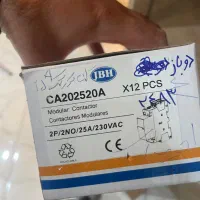 JBH
CA202520A X12 PCS
Modular Contactor
Contactores Modulares
2P/2NO/25A/230VAC
CE